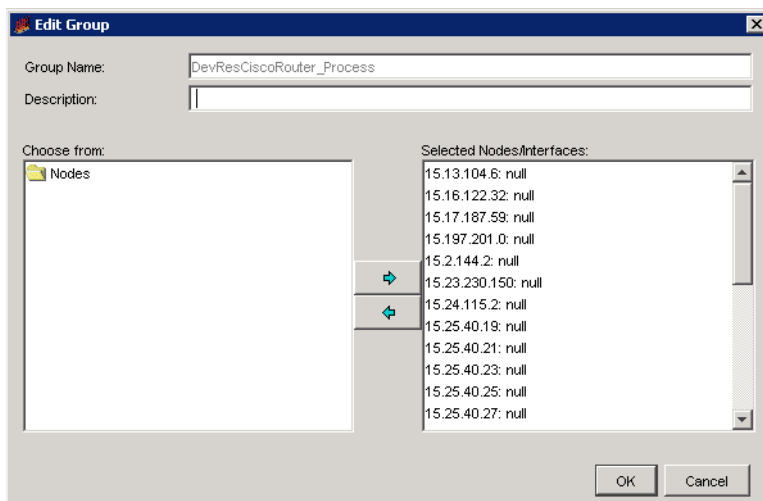 Edit Group
Group Name: DevResCiscoRouter_Process
Description:
Choose from:
Nodes
Selected Nodes/Interfaces:
15.13.104.6: null
15.16.122.32: null
15.17.187.59: null
15.197.201.0: null
15.2.144.2: null
15.23.230.150: null
15.24.115.2: null
15.25.40.19: null
15.25.40.21: null
15.25.40.23: null
15.25.40.25: null
15.25.40.27: null
OK Cancel